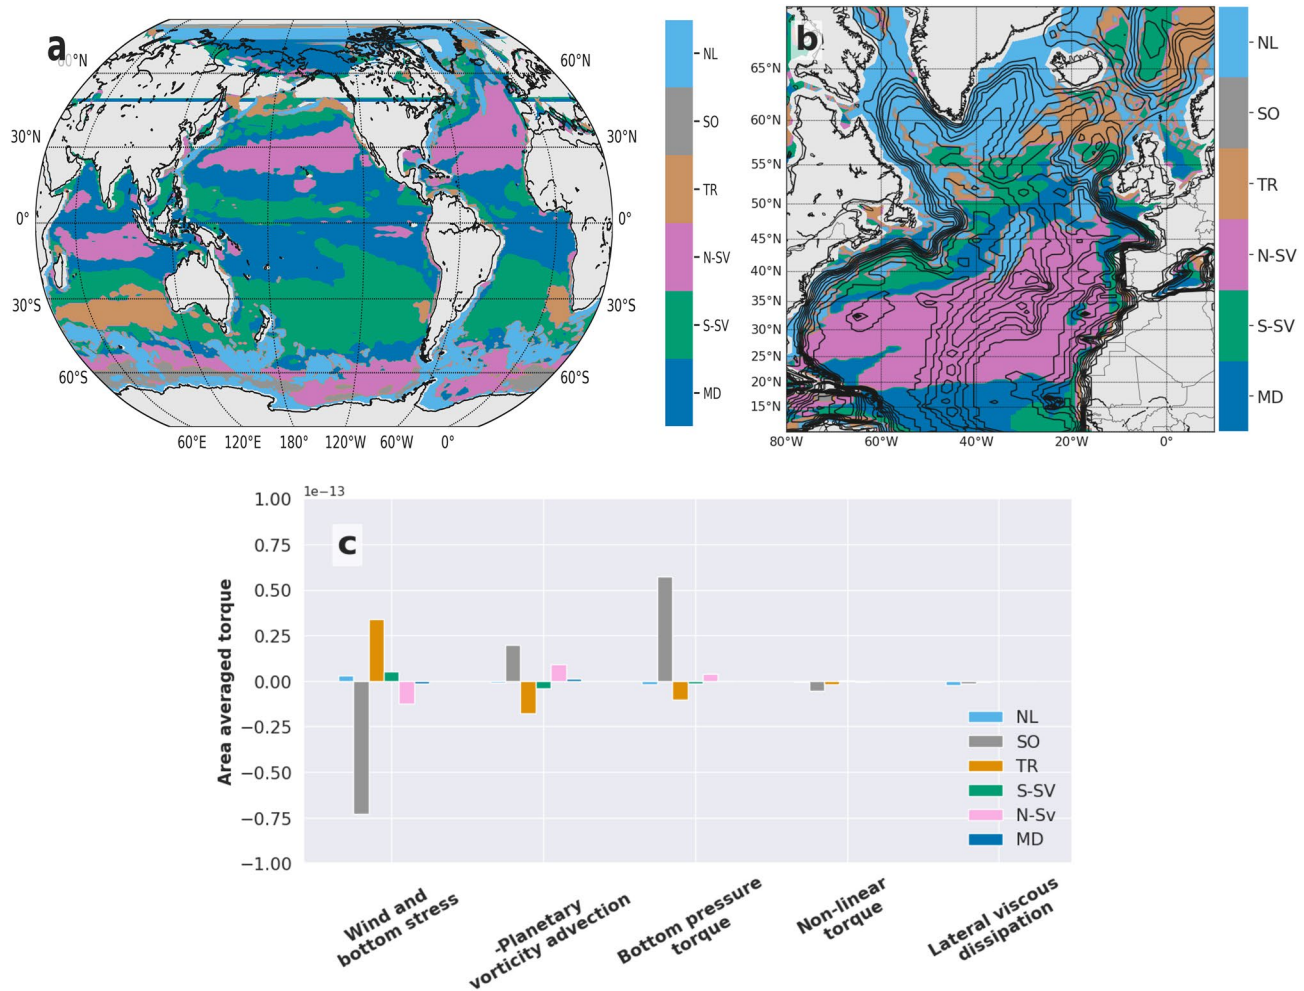 a
60°N
60°N
30°N
30°N
0°
0°
30°S
30°S
60°S
60°S
60°E 120°E 180° 120°W 60°W 0°
NL
SO
TR
N-SV
S-SV
MD
b
65°N
60°N
55°N
50°N
45°N
40°N
35°N
30°N
25°N
20°N
15°N
80°W 60°W 40°W 20°W 0°
NL
SO
TR
N-SV
S-SV
MD
c
1e−13
Area averaged torque
1.00
0.75
0.50
0.25
0.00
−0.25
−0.50
−0.75
−1.00
NL
SO
TR
S-SV
N-Sv
MD
Wind and
bottom stress
-Planetary
vorticity advection
Bottom pressure
torque
Non-linear
torque
Lateral viscous
dissipation